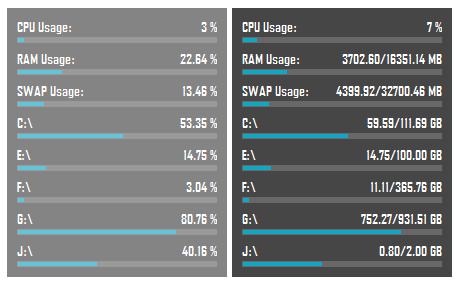 CPU Usage: 3 %
RAM Usage: 22.64 %
SWAP Usage: 13.46 %
C:\ 53.35 %
E:\ 14.75 %
F:\ 3.04 %
G:\ 80.76 %
J:\ 40.16 %
CPU Usage: 7 %
RAM Usage: 3702.60/16351.14 MB
SWAP Usage: 4399.92/32700.46 MB
C:\ 59.59/111.69 GB
E:\ 14.75/100.00 GB
F:\ 11.11/365.76 GB
G:\ 752.27/931.51 GB
J:\ 0.80/2.00 GB